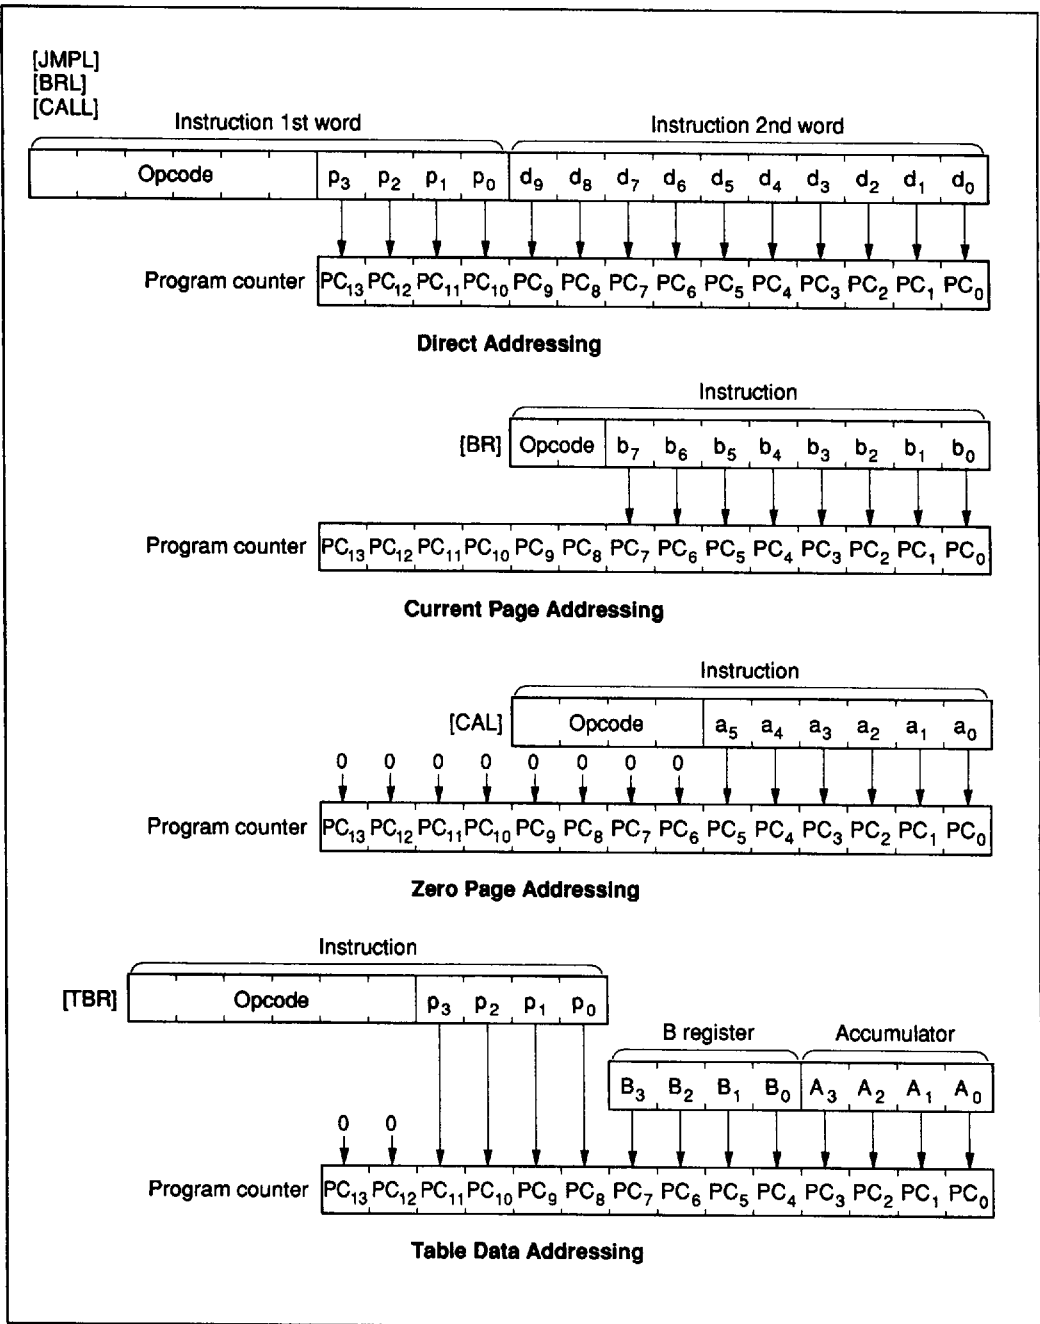 [JMPL]
[BRL]
[CALL]
Instruction 1st word Instruction 2nd word
Opcode p3 p2 p1 p0 d9 d8 d7 d6 d5 d4 d3 d2 d1 d0
Program counter PC13 PC12 PC11 PC10 PC9 PC8 PC7 PC6 PC5 PC4 PC3 PC2 PC1 PC0
Direct Addressing
Instruction
[BR] Opcode b7 b6 b5 b4 b3 b2 b1 b0
Program counter PC13 PC12 PC11 PC10 PC9 PC8 PC7 PC6 PC5 PC4 PC3 PC2 PC1 PC0
Current Page Addressing
Instruction
[CAL] Opcode a5 a4 a3 a2 a1 a0
0 0 0 0 0 0 0 0
Program counter PC13 PC12 PC11 PC10 PC9 PC8 PC7 PC6 PC5 PC4 PC3 PC2 PC1 PC0
Zero Page Addressing
Instruction
[TBR] Opcode p3 p2 p1 p0
B register Accumulator
B3 B2 B1 B0 A3 A2 A1 A0
0 0
Program counter PC13 PC12 PC11 PC10 PC9 PC8 PC7 PC6 PC5 PC4 PC3 PC2 PC1 PC0
Table Data Addressing